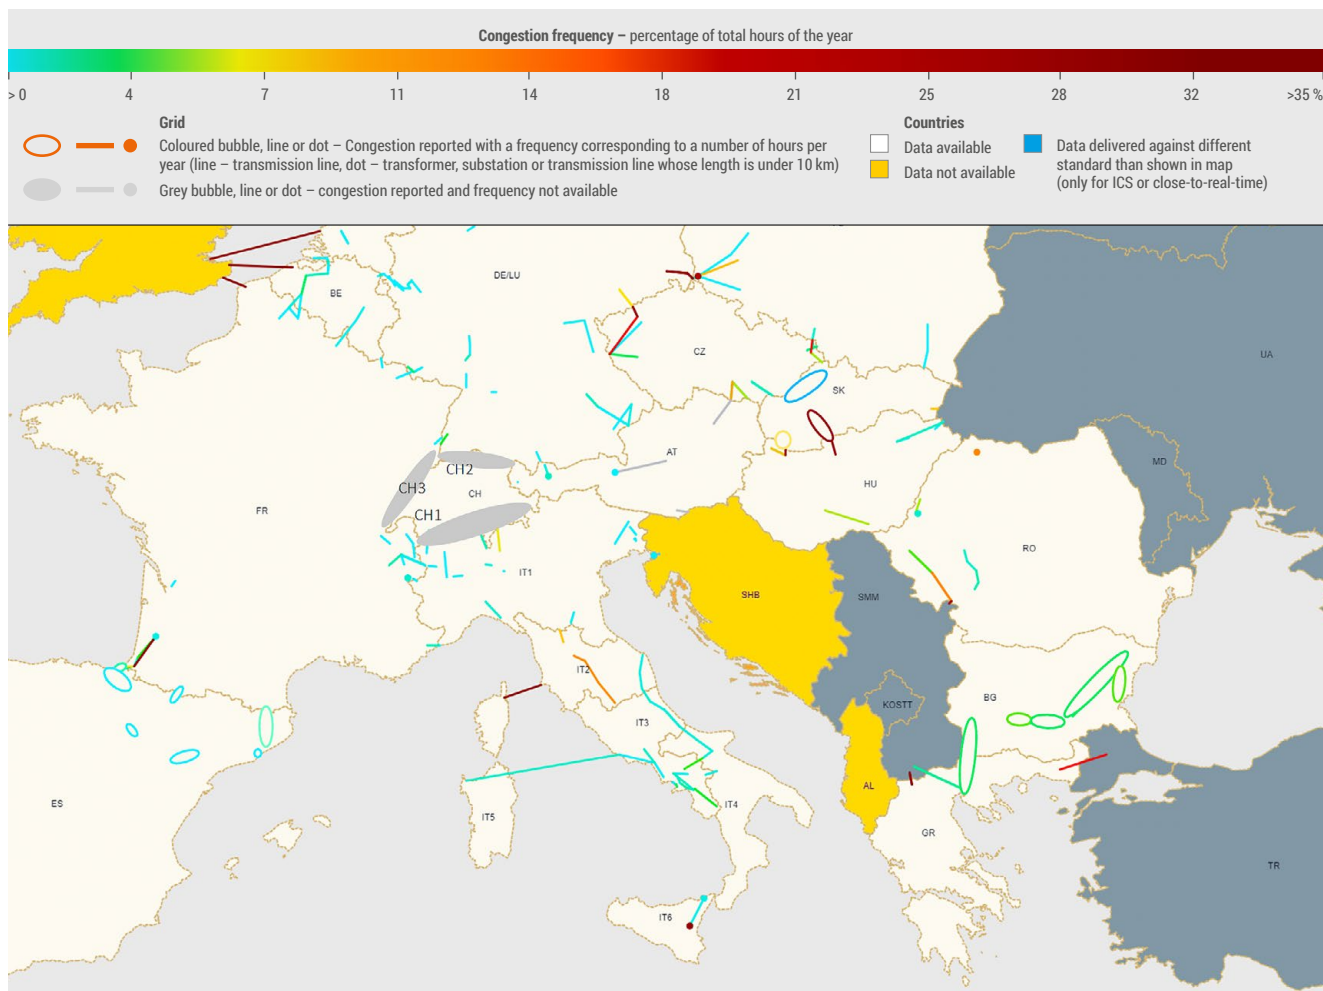 Congestion frequency – percentage of total hours of the year
> 0 4 7 11 14 18 21 25 28 32 >35 %
Grid
Coloured bubble, line or dot – Congestion reported with a frequency corresponding to a number of hours per
year (line – transmission line, dot – transformer, substation or transmission line whose length is under 10 km)
Grey bubble, line or dot – congestion reported and frequency not available
Countries
Data available
Data not available
Data delivered against different
standard than shown in map
(only for ICS or close-to-real-time)
DE/LU
BE
CZ
UA
SK
AT
MD
CH2
CH3
CH
HU
CH1
FR
RO
IT1
SHB
SMM
IT2
BG
KOSTT
IT3
AL
ES
IT4
IT5
GR
TR
IT6